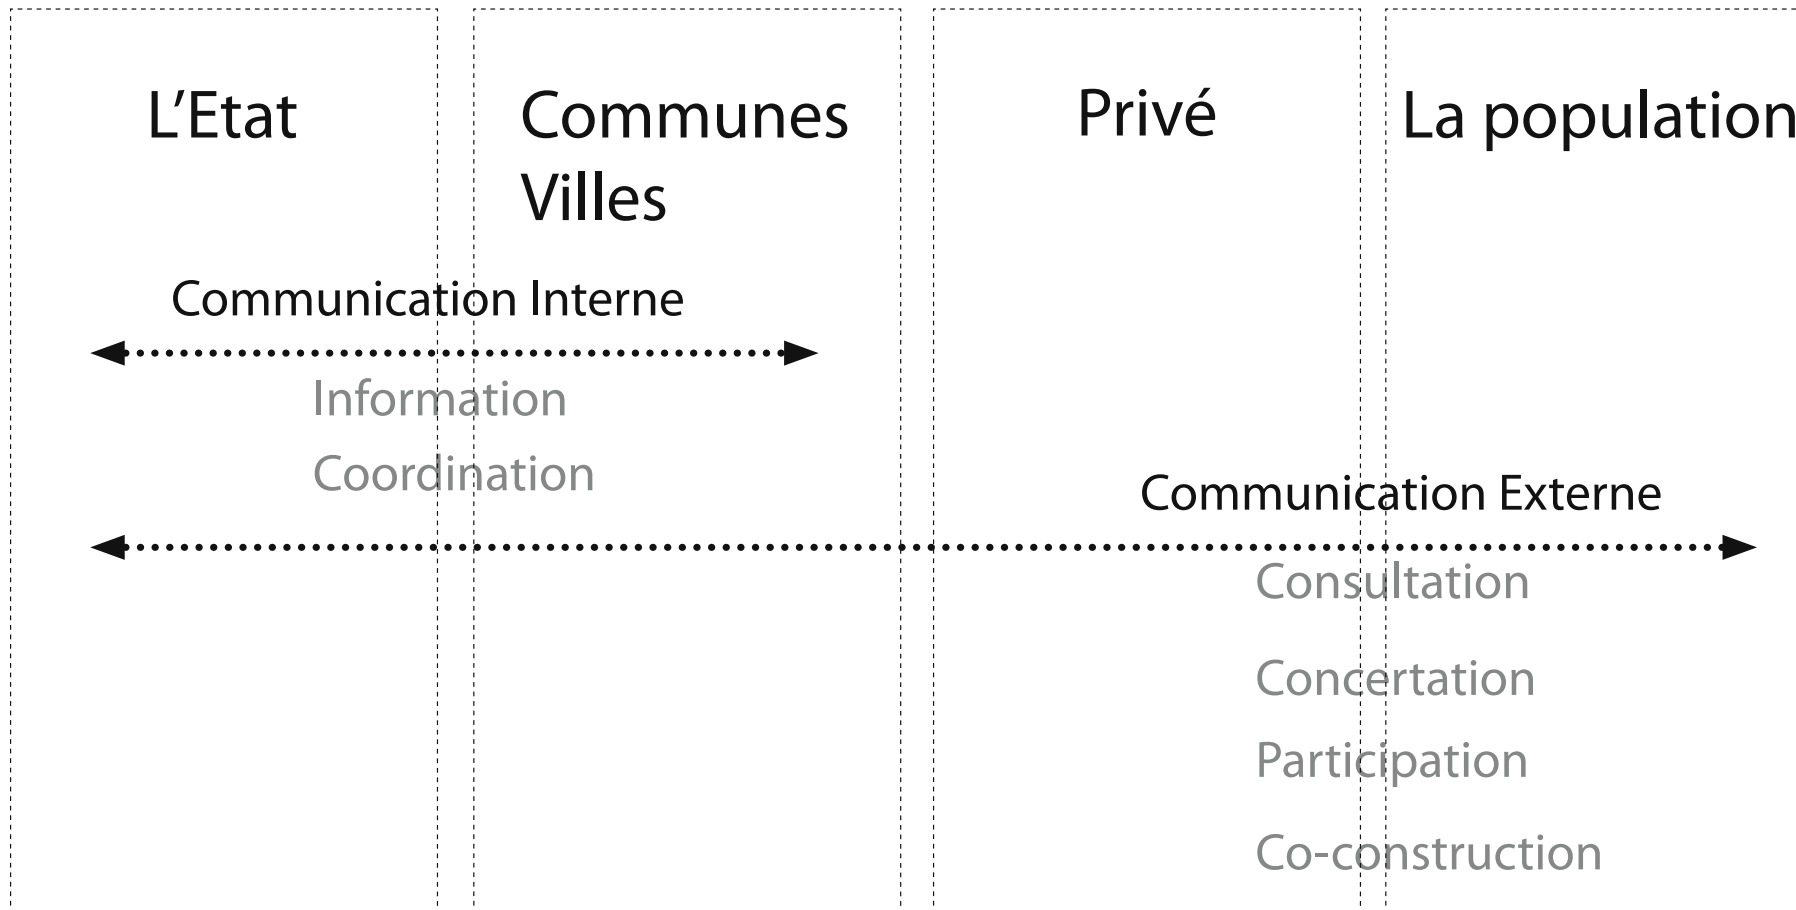 L’Etat
Communes
Villes
Privé
La population
Communication Interne
Information
Coordination
Communication Externe
Consultation
Concertation
Participation
Co-construction